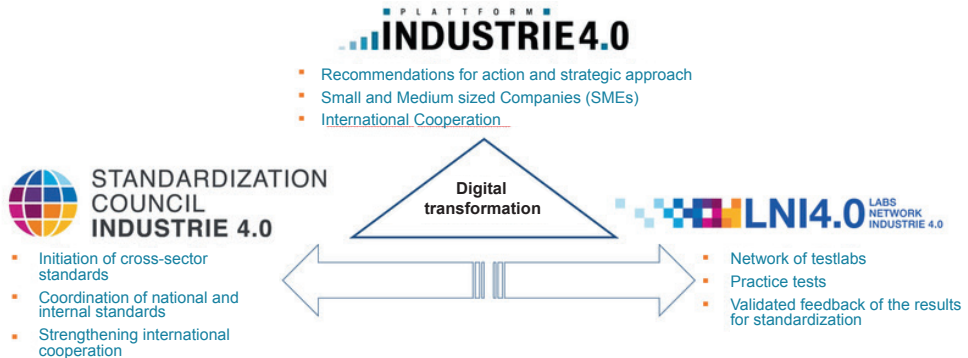 PLATTFORM
INDUSTRIE4.0
Recommendations for action and strategic approach
Small and Medium sized Companies (SMEs)
International Cooperation
STANDARDIZATION
COUNCIL
INDUSTRIE 4.0
Initiation of cross-sector
standards
Coordination of national and
internal standards
Strengthening international
cooperation
Digital
transformation
LNI4.0 LABS
NETWORK
INDUSTRIE 4.0
Network of testlabs
Practice tests
Validated feedback of the results
for standardization